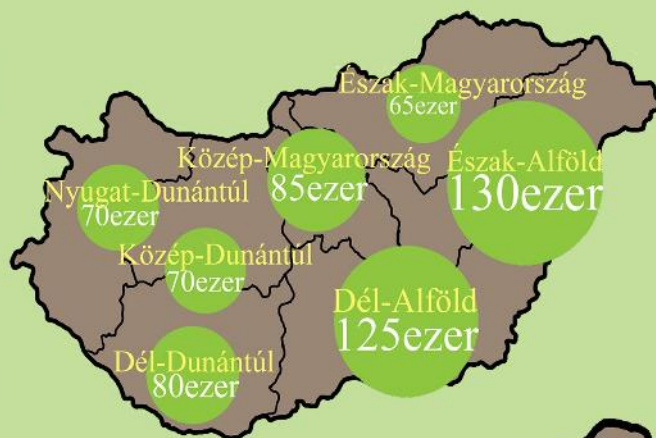 Észak-Magyarország
65ezer
Közép-Magyarország
85ezer
Észak-Alföld
130ezer
Nyugat-Dunántúl
70ezer
Közép-Dunántúl
70ezer
Dél-Alföld
125ezer
Dél-Dunántúl
80ezer